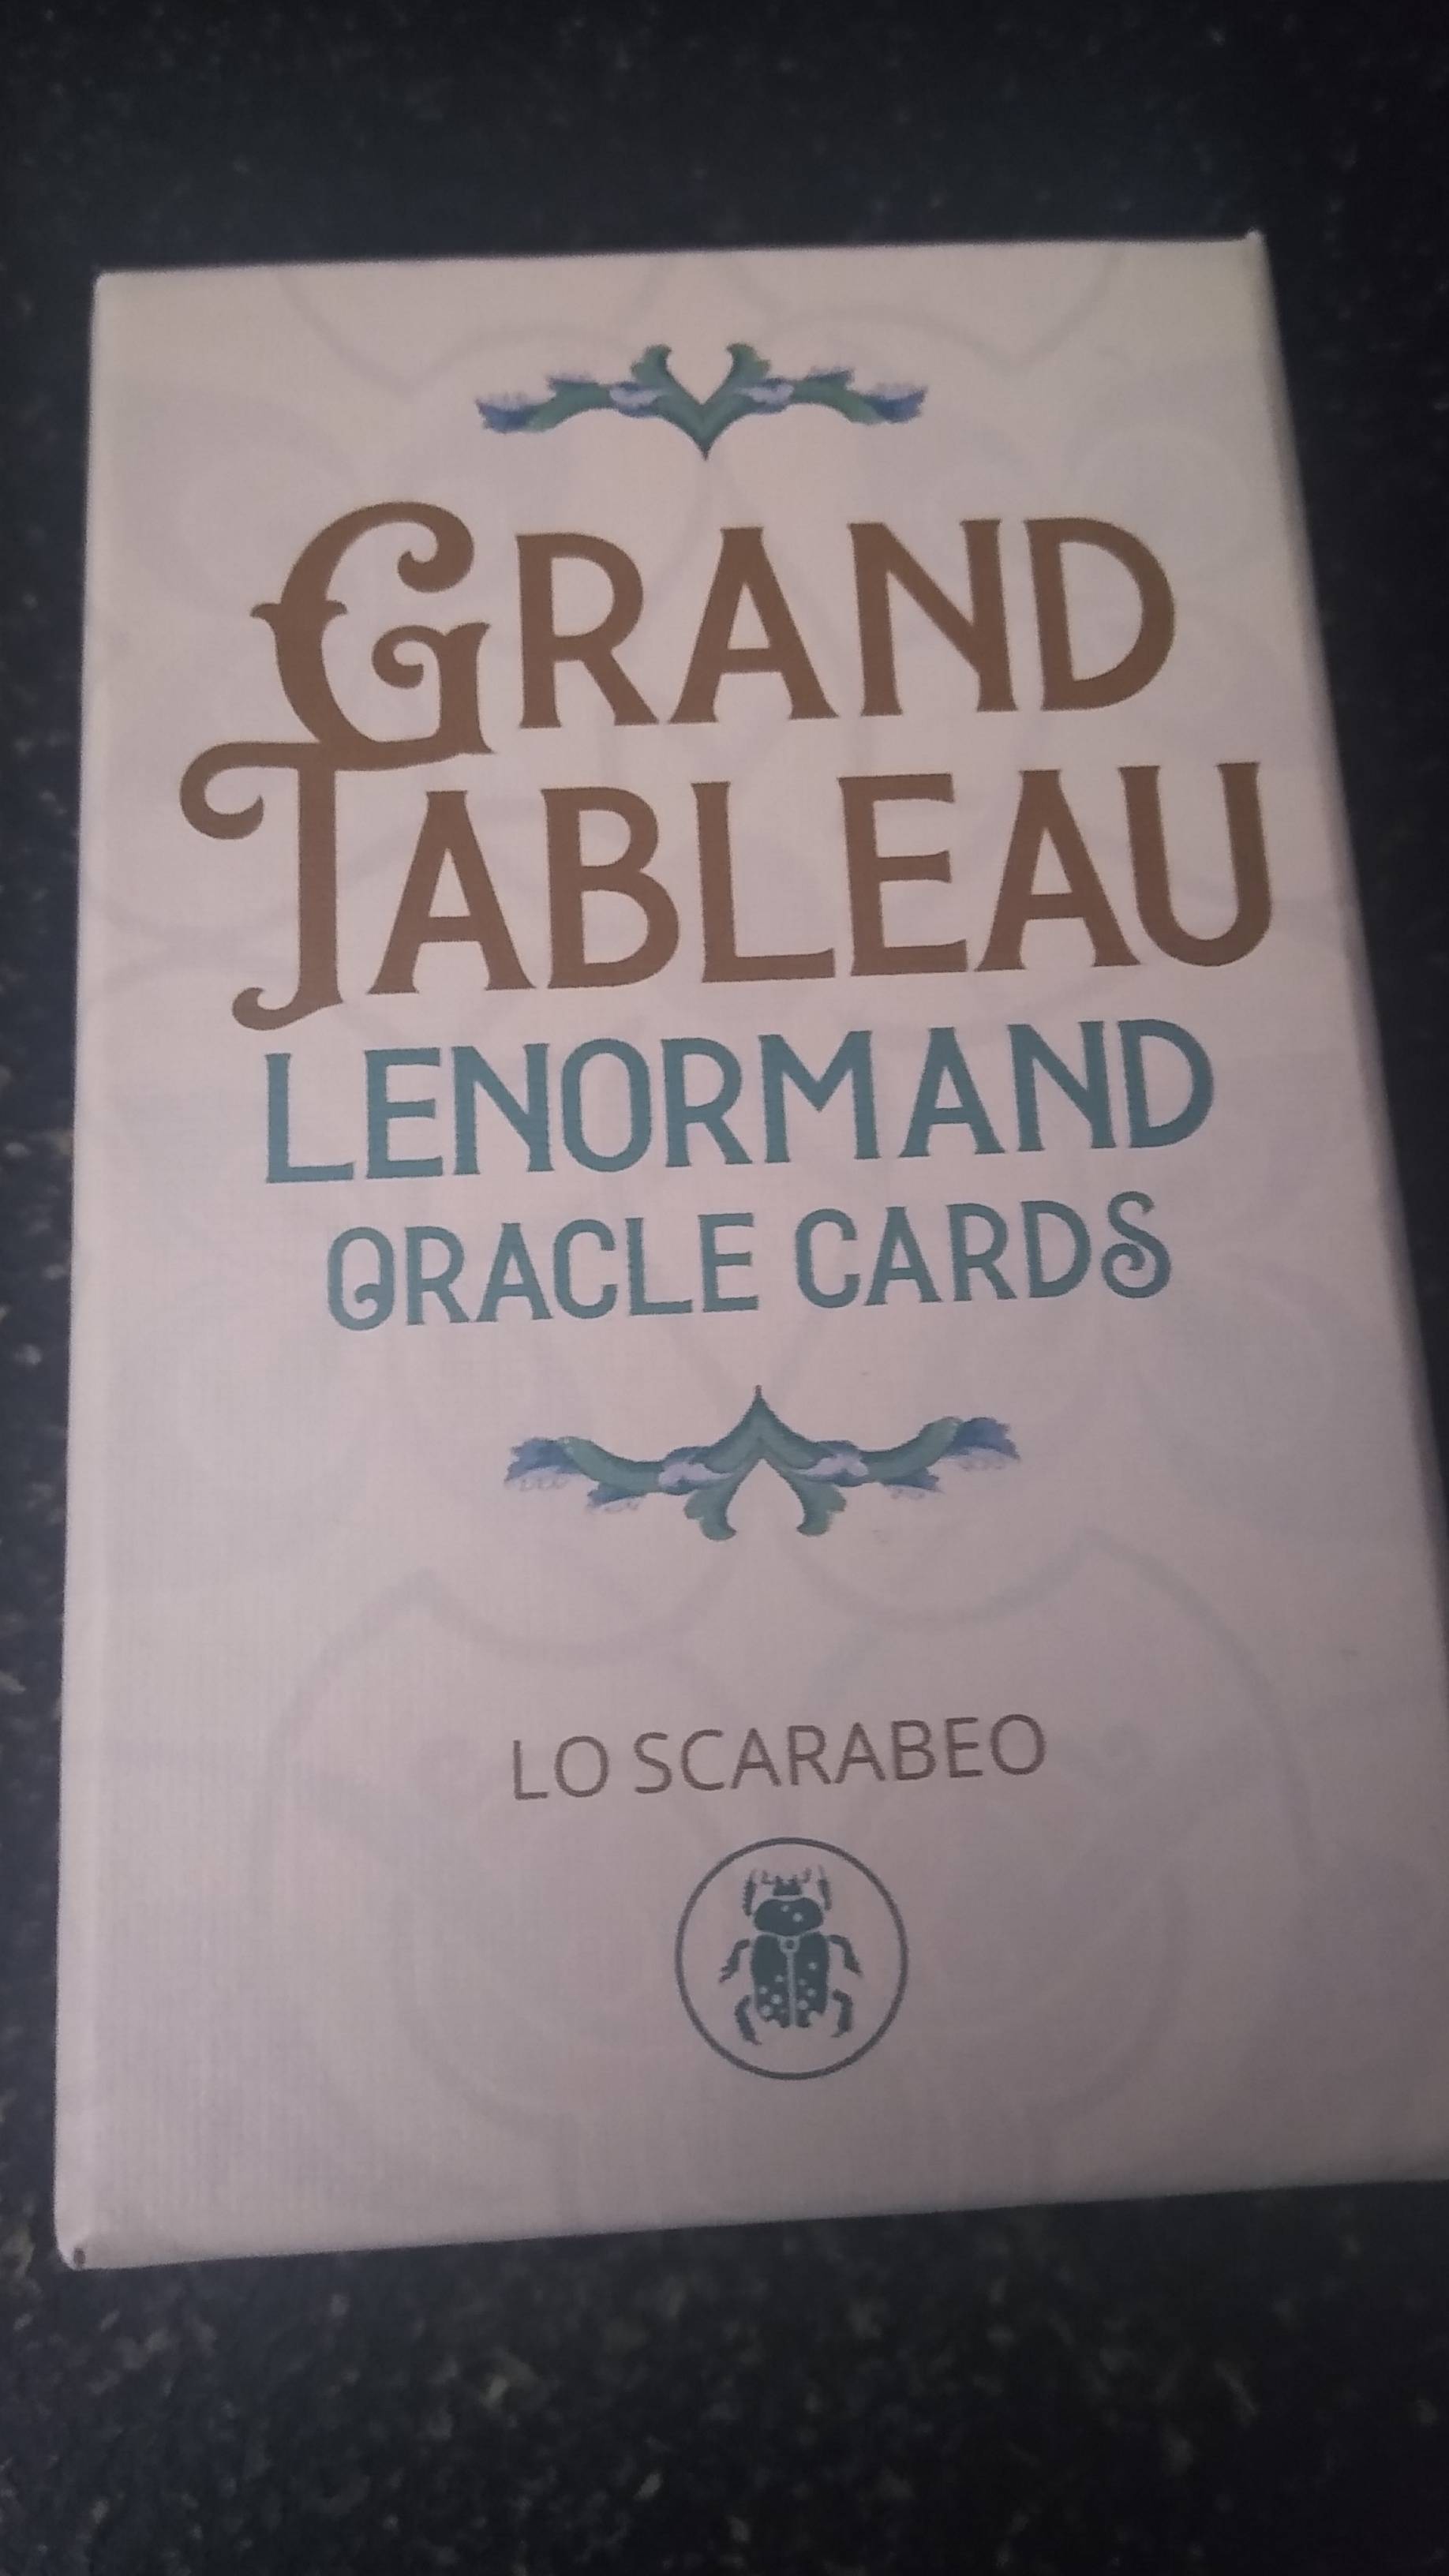 GRAND
TABLEAU
LENORMAND
ORACLE CARDS
LO SCARABEO